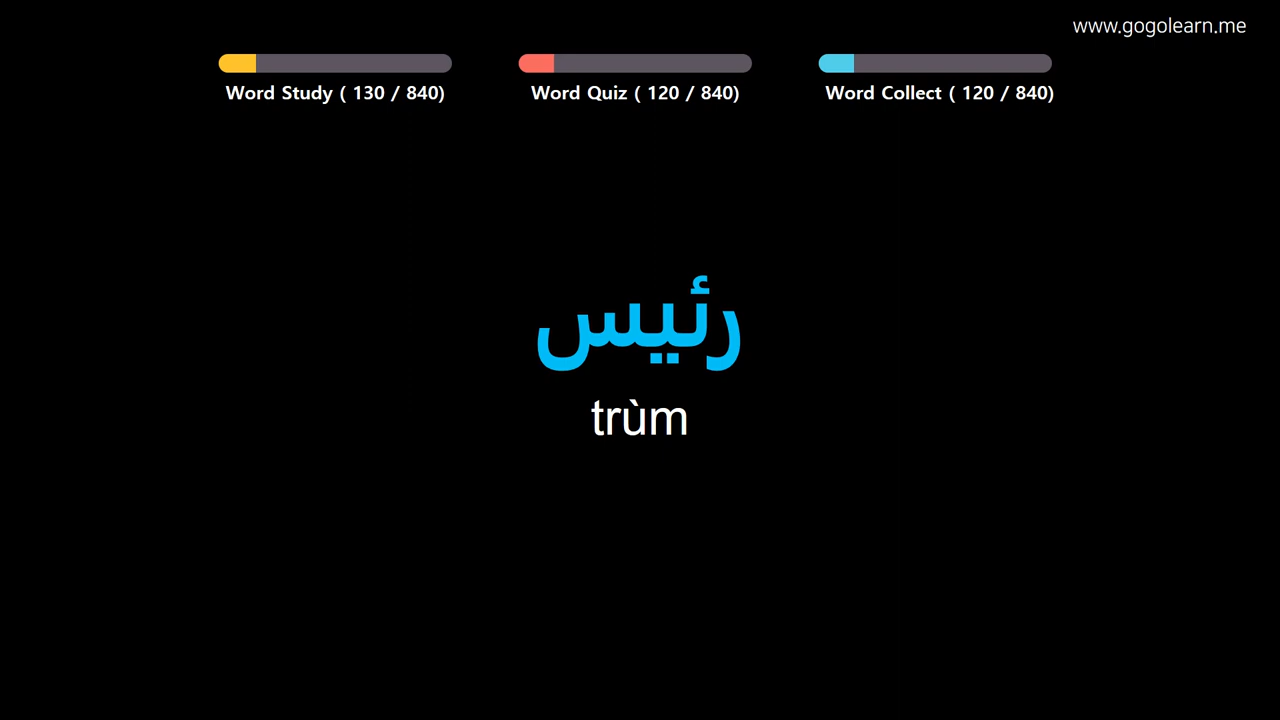 www.gogolearn.me
Word Study ( 130 / 840)
Word Quiz ( 120 / 840)
Word Collect ( 120 / 840)
رئيس
trùm